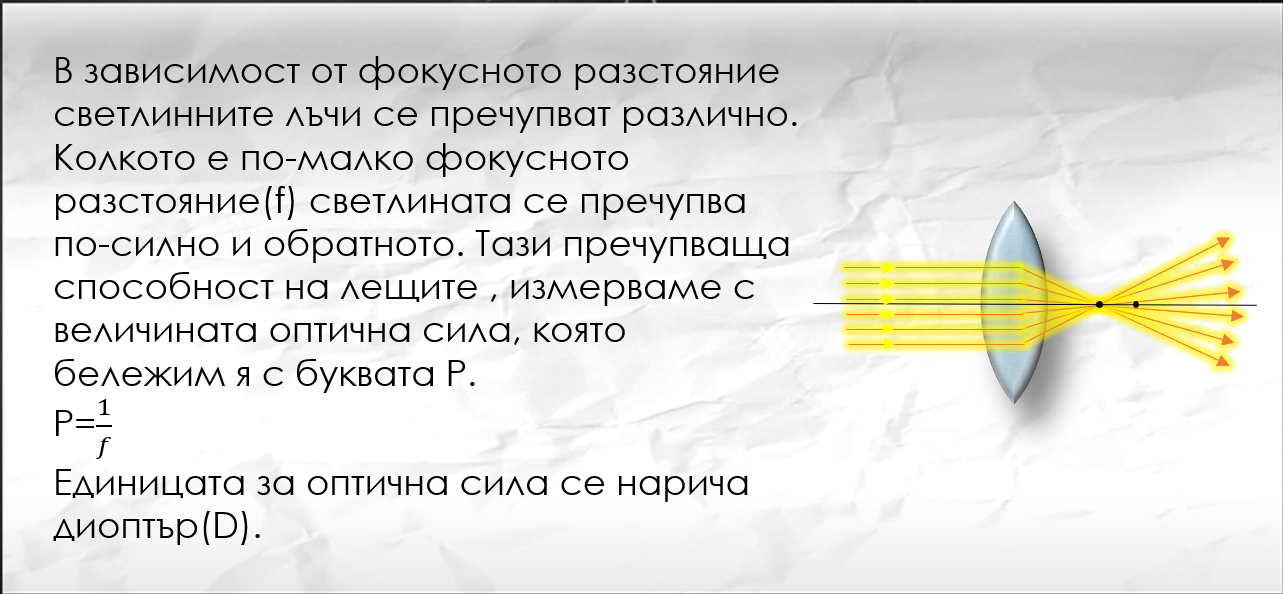 В зависимост от фокусното разстояние
светлинните лъчи се пречупват различно.
Колкото е по-малко фокусното
разстояние(f) светлината се пречупва
по-силно и обратното. Тази пречупваща
способност на лещите , измерваме с
величината оптична сила, която
бележим я с буквата P.
P=1/f
Единицата за оптична сила се нарича
диоптър(D).